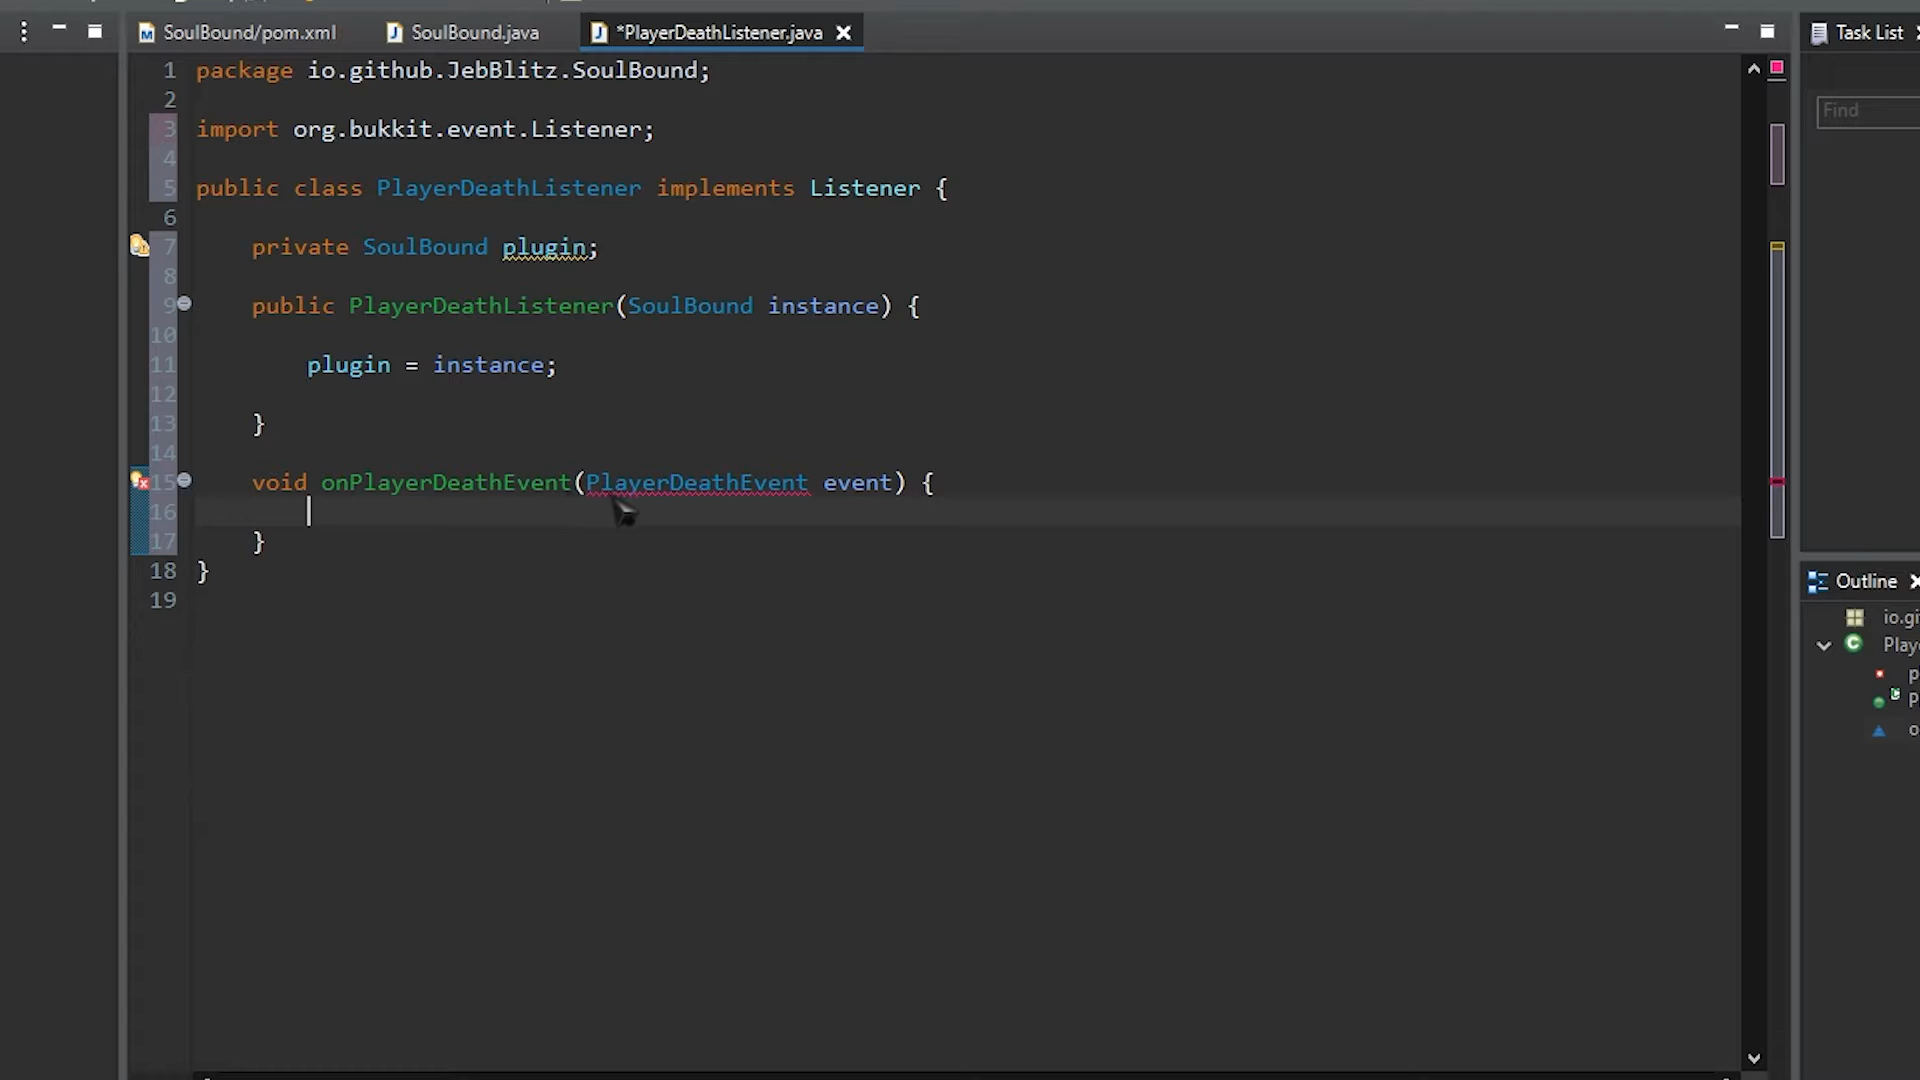 SoulBound/pom.xml
SoulBound.java
*PlayerDeathListener.java
Task List
1 package io.github.JebBlitz.SoulBound;
2
3 import org.bukkit.event.Listener;
4
5 public class PlayerDeathListener implements Listener {
6
7 private SoulBound plugin;
8
9 public PlayerDeathListener(SoulBound instance) {
10
11 plugin = instance;
12
13 }
14
15 void onPlayerDeathEvent(PlayerDeathEvent event) {
16
17 }
18 }
19
Find
Outline
io.gi
Playe
p
P
o